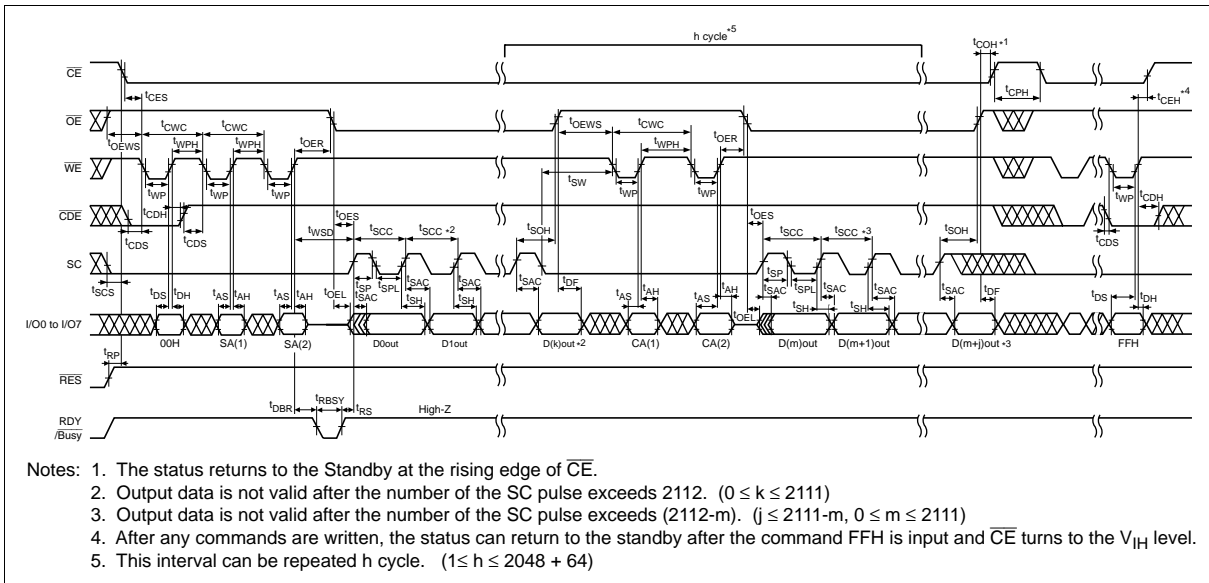 h cycle*5
tCOH *1
CE
tCES
tCPH
tCEH *4
OE
tOEWS
tCWC
tCWC
tWPH
tWPH
tOER
tOEWS
tCWC
tWPH
tOER
WE
tWP
tWP
tWP
tSW
tWP
tWP
tWP
tCDH
tCDH
CDE
tCDS
tCDS
tOES
tWSD
tSCC
tSCC *2
tSOH
tOES
tSCC
tSCC *3
tSOH
tCDS
SC
tSCS
tSP
tSPL
tSAC
tSAC
tSAC
tDF
tSP
tSPL
tSAC
tSAC
tSAC
tSAC
tDF
tDS
tDH
tAS
tAH
tAS
tAH
tOEL
tSAC
tSH
tSH
tAS
tAH
tAS
tAH
tOEL
tSH
tSH
tDS
tDH
I/O0 to I/O7
00H
SA(1)
SA(2)
D0out
D1out
D(k)out*2
CA(1)
CA(2)
D(m)out
D(m+1)out
D(m+j)out *3
FFH
tRP
RES
tDBR
tRBSY
tRS
RDY
/Busy
High-Z
Notes: 1. The status returns to the Standby at the rising edge of CE.
2. Output data is not valid after the number of the SC pulse exceeds 2112. (0 ≤ k ≤ 2111)
3. Output data is not valid after the number of the SC pulse exceeds (2112-m). (j ≤ 2111-m, 0 ≤ m ≤ 2111)
4. After any commands are written, the status can return to the standby after the command FFH is input and CE turns to the VIH level.
5. This interval can be repeated h cycle. (1≤ h ≤ 2048 + 64)